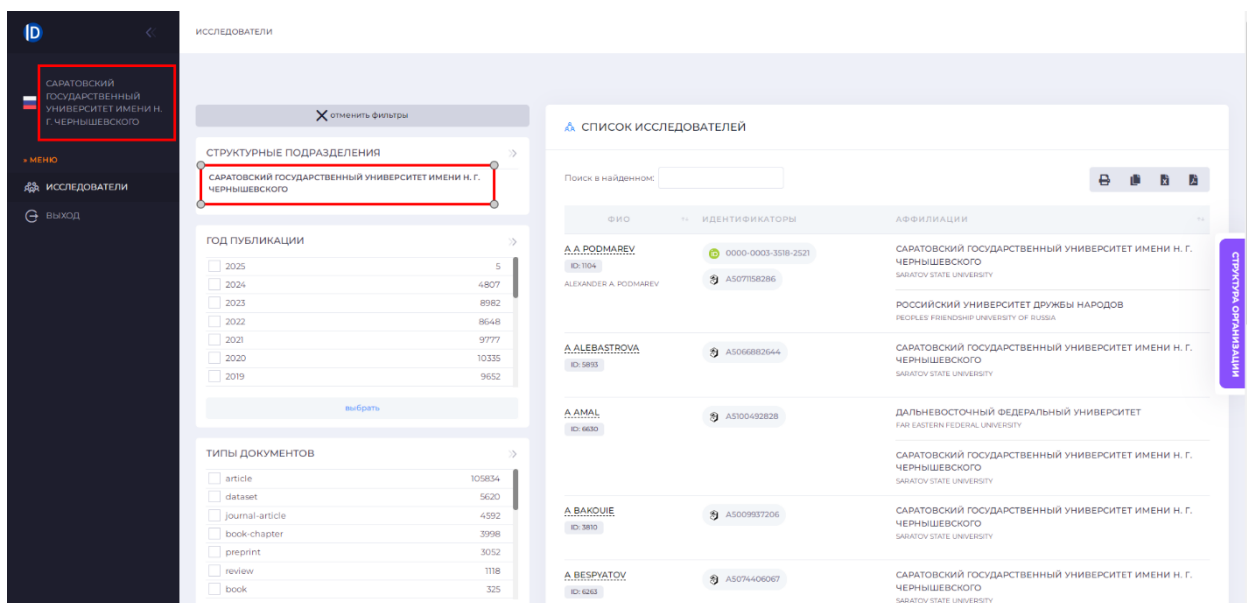 ИССЛЕДОВАТЕЛИ
САРАТОВСКИЙ
ГОСУДАРСТВЕННЫЙ
УНИВЕРСИТЕТ ИМЕНИ Н.
Г. ЧЕРНЫШЕВСКОГО
» МЕНЮ
ИССЛЕДОВАТЕЛИ
ВЫХОД
отменить фильтры
СТРУКТУРНЫЕ ПОДРАЗДЕЛЕНИЯ
САРАТОВСКИЙ ГОСУДАРСТВЕННЫЙ УНИВЕРСИТЕТ ИМЕНИ Н. Г.
ЧЕРНЫШЕВСКОГО
ГОД ПУБЛИКАЦИИ
2025 5
2024 4807
2023 8982
2022 8648
2021 9777
2020 10335
2019 9652
выбрать
ТИПЫ ДОКУМЕНТОВ
article 105834
dataset 5620
journal-article 4592
book-chapter 3998
preprint 3052
review 1118
book 325
СПИСОК ИССЛЕДОВАТЕЛЕЙ
Поиск в найденном:
ФИО ИДЕНТИФИКАТОРЫ АФФИЛИАЦИИ
A A PODMAREV
ID: 1104
ALEXANDER A. PODMAREV
0000-0003-3518-2521
A5071158286
САРАТОВСКИЙ ГОСУДАРСТВЕННЫЙ УНИВЕРСИТЕТ ИМЕНИ Н. Г.
ЧЕРНЫШЕВСКОГО
SARATOV STATE UNIVERSITY
РОССИЙСКИЙ УНИВЕРСИТЕТ ДРУЖБЫ НАРОДОВ
PEOPLES' FRIENDSHIP UNIVERSITY OF RUSSIA
A ALEBASTROVA
ID: 5893
A5066882644
САРАТОВСКИЙ ГОСУДАРСТВЕННЫЙ УНИВЕРСИТЕТ ИМЕНИ Н. Г.
ЧЕРНЫШЕВСКОГО
SARATOV STATE UNIVERSITY
A AMAL
ID: 6630
A5100492828
ДАЛЬНЕВОСТОЧНЫЙ ФЕДЕРАЛЬНЫЙ УНИВЕРСИТЕТ
FAR EASTERN FEDERAL UNIVERSITY
САРАТОВСКИЙ ГОСУДАРСТВЕННЫЙ УНИВЕРСИТЕТ ИМЕНИ Н. Г.
ЧЕРНЫШЕВСКОГО
SARATOV STATE UNIVERSITY
A BAKOUIE
ID: 3810
A5009937206
САРАТОВСКИЙ ГОСУДАРСТВЕННЫЙ УНИВЕРСИТЕТ ИМЕНИ Н. Г.
ЧЕРНЫШЕВСКОГО
SARATOV STATE UNIVERSITY
A BESPYATOV
ID: 6263
A5074406067
САРАТОВСКИЙ ГОСУДАРСТВЕННЫЙ УНИВЕРСИТЕТ ИМЕНИ Н. Г.
ЧЕРНЫШЕВСКОГО
SARATOV STATE UNIVERSITY
СТРУКТУРА ОРГАНИЗАЦИИ